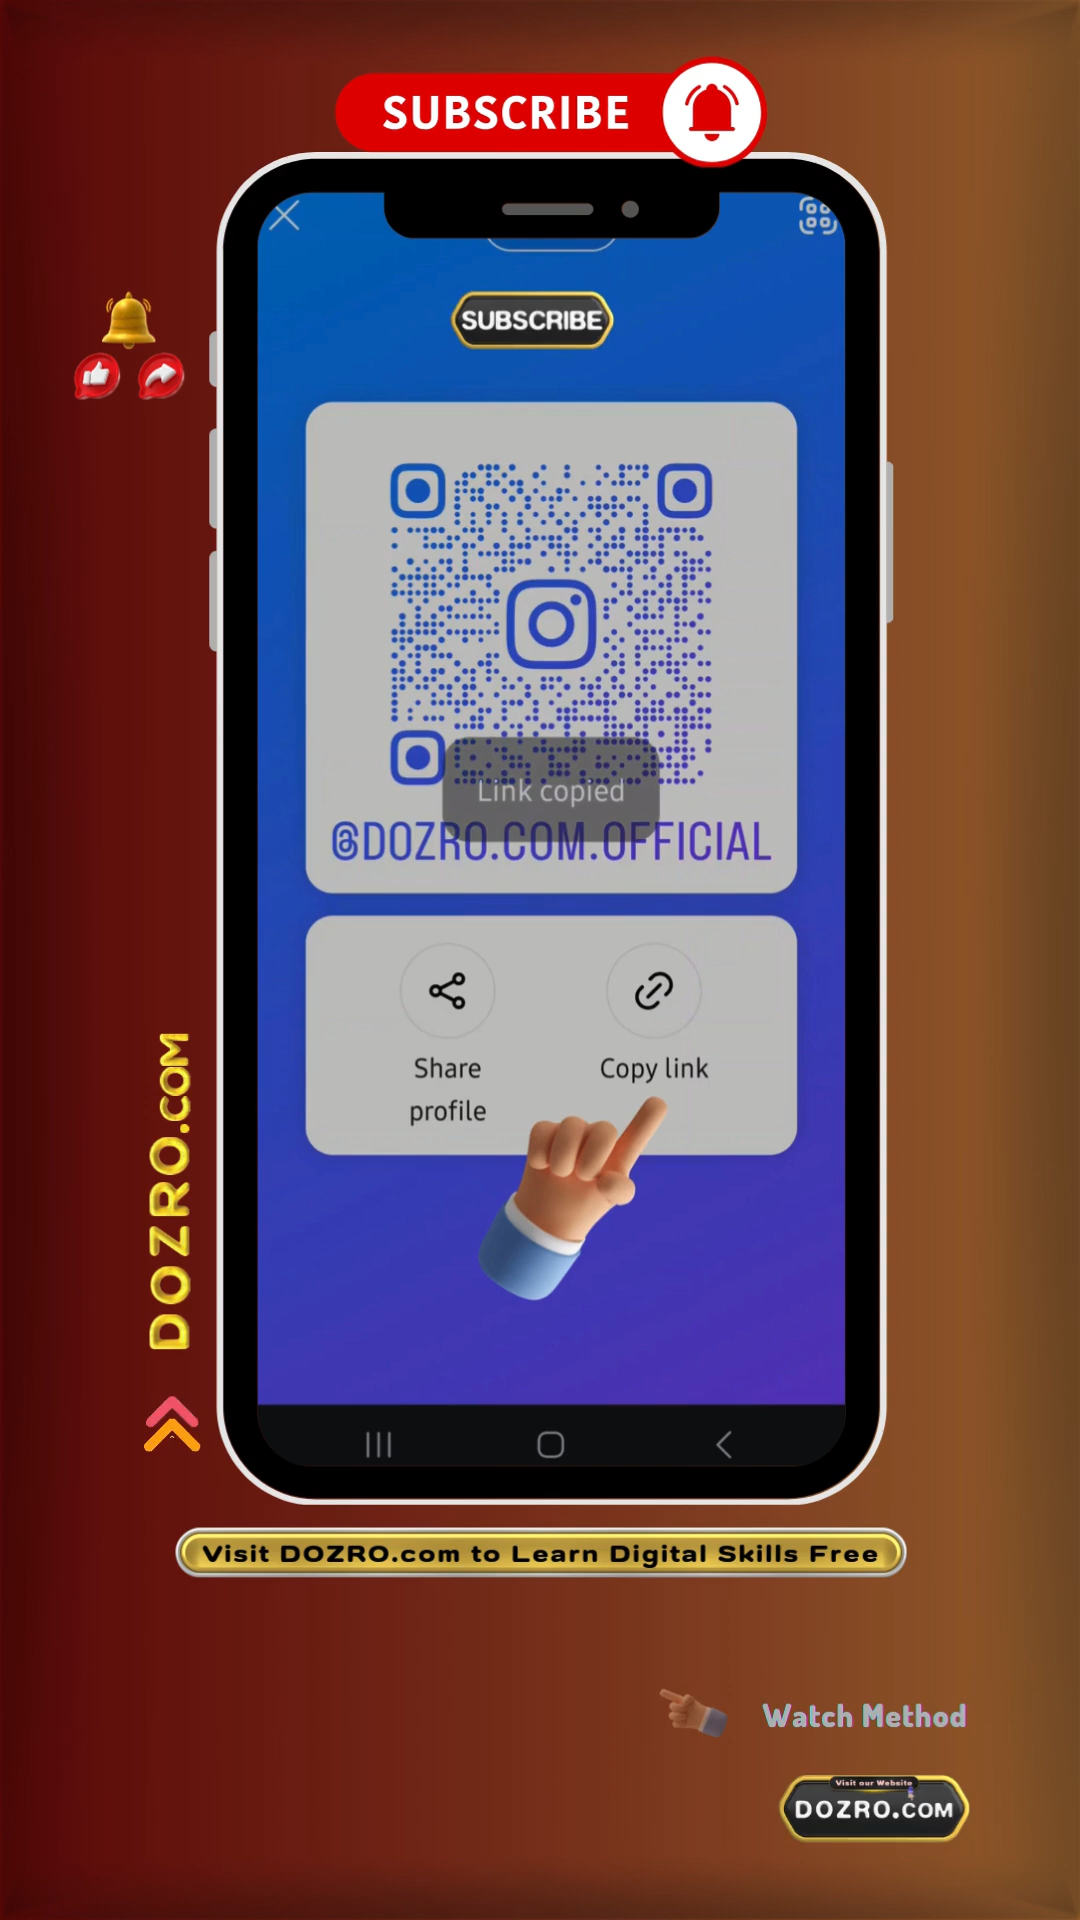 SUBSCRIBE
SUBSCRIBE
Link copied
@DOZRO.COM.OFFICIAL
Share
profile
Copy link
DOZRO.COM
Visit DOZRO.com to Learn Digital Skills Free
Watch Method
Visit our Website
DOZRO.COM